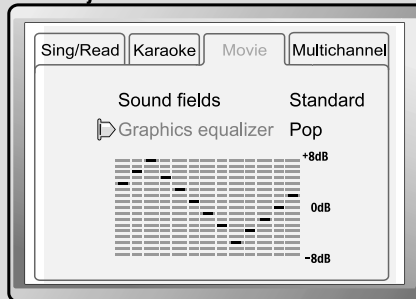 Sing/Read Karaoke Movie Multichannel
Sound fields Standard
Graphics equalizer Pop
+8dB
0dB
-8dB